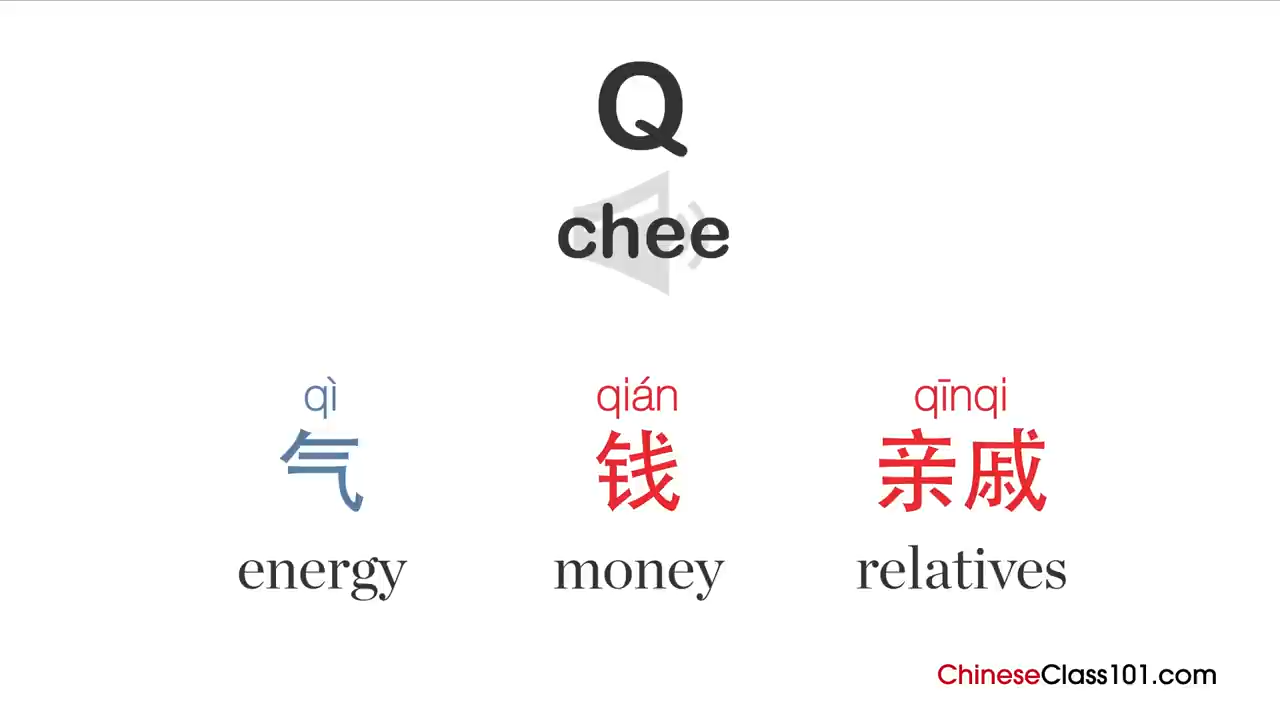 Q
chee
qì qián qīnqi
气 钱 亲戚
energy money relatives
ChineseClass101.com